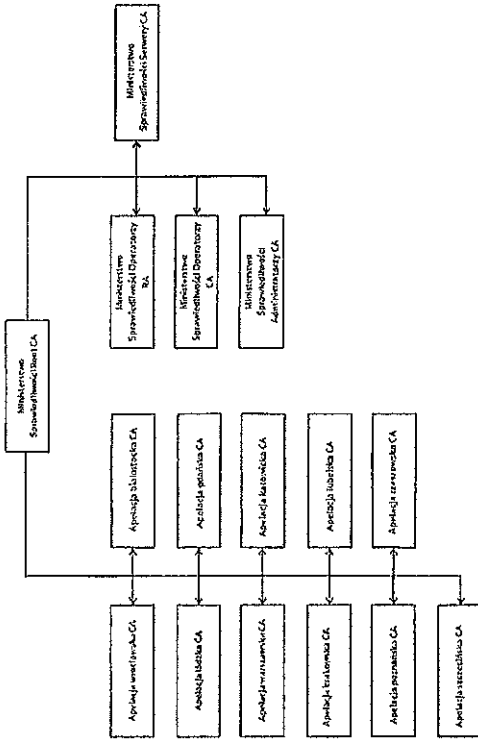 Ministerstwo
Sprawiedliwości Root CA
Ministerstwo
Sprawiedliwości Serwery CA
Ministerstwo
Sprawiedliwości Operatorzy
RA
Ministerstwo
Sprawiedliwości Operatorzy
CA
Ministerstwo
Sprawiedliwości
Administratorzy CA
Apelacja białostocka CA
Apelacja gdańska CA
Apelacja katowicka CA
Apelacja lubelska CA
Apelacja rzeszowska CA
Apelacja wrocławska CA
Apelacja łódzka CA
Apelacja warszawska CA
Apelacja krakowska CA
Apelacja poznańska CA
Apelacja szczecińska CA